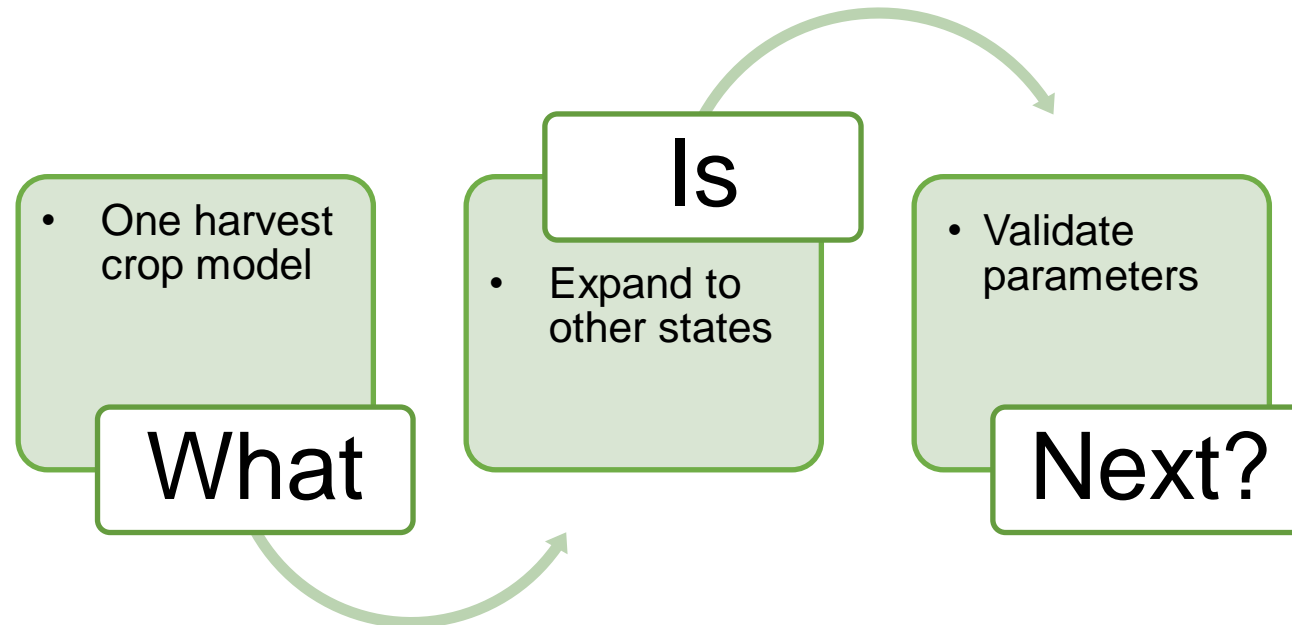 • One harvest
crop model
What
Is
• Expand to
other states
• Validate
parameters
Next?